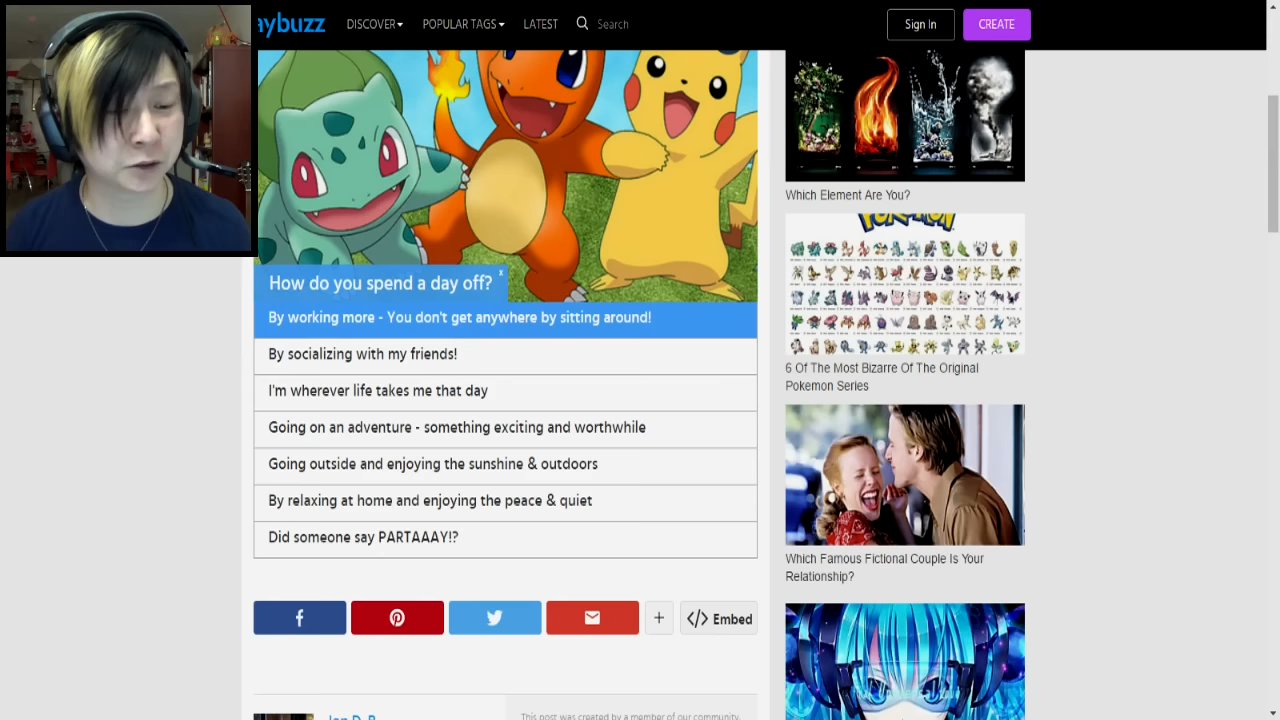 aybuzz
DISCOVER
POPULAR TAGS
LATEST
Search
Sign In
CREATE
How do you spend a day off?
x
By working more - You don't get anywhere by sitting around!
By socializing with my friends!
I'm wherever life takes me that day
Going on an adventure - something exciting and worthwhile
Going outside and enjoying the sunshine & outdoors
By relaxing at home and enjoying the peace & quiet
Did someone say PARTAAAY!?
+
</> Embed
This post was created by a member of our community.
Which Element Are You?
POKEMON
6 Of The Most Bizarre Of The Original
Pokemon Series
Which Famous Fictional Couple Is Your
Relationship?